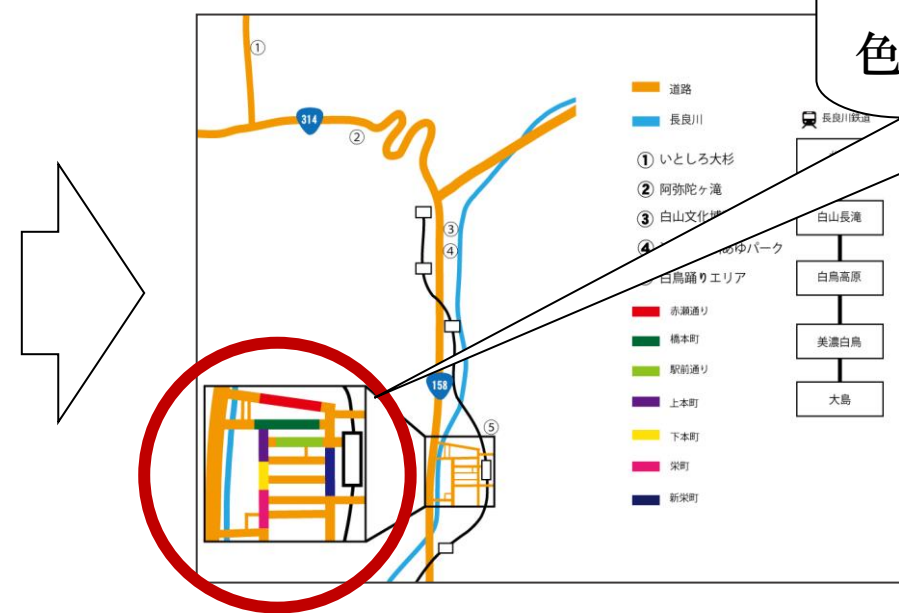 色
①
314
②
③
④
158
⑤
道路
長良川
① いとしろ大杉
② 阿弥陀ヶ滝
③ 白山文化博
④ あゆパーク
白鳥踊りエリア
赤瀬通り
橋本町
駅前通り
上本町
下本町
栄町
新栄町
長良川鉄道
白山長滝
白鳥高原
美濃白鳥
大島